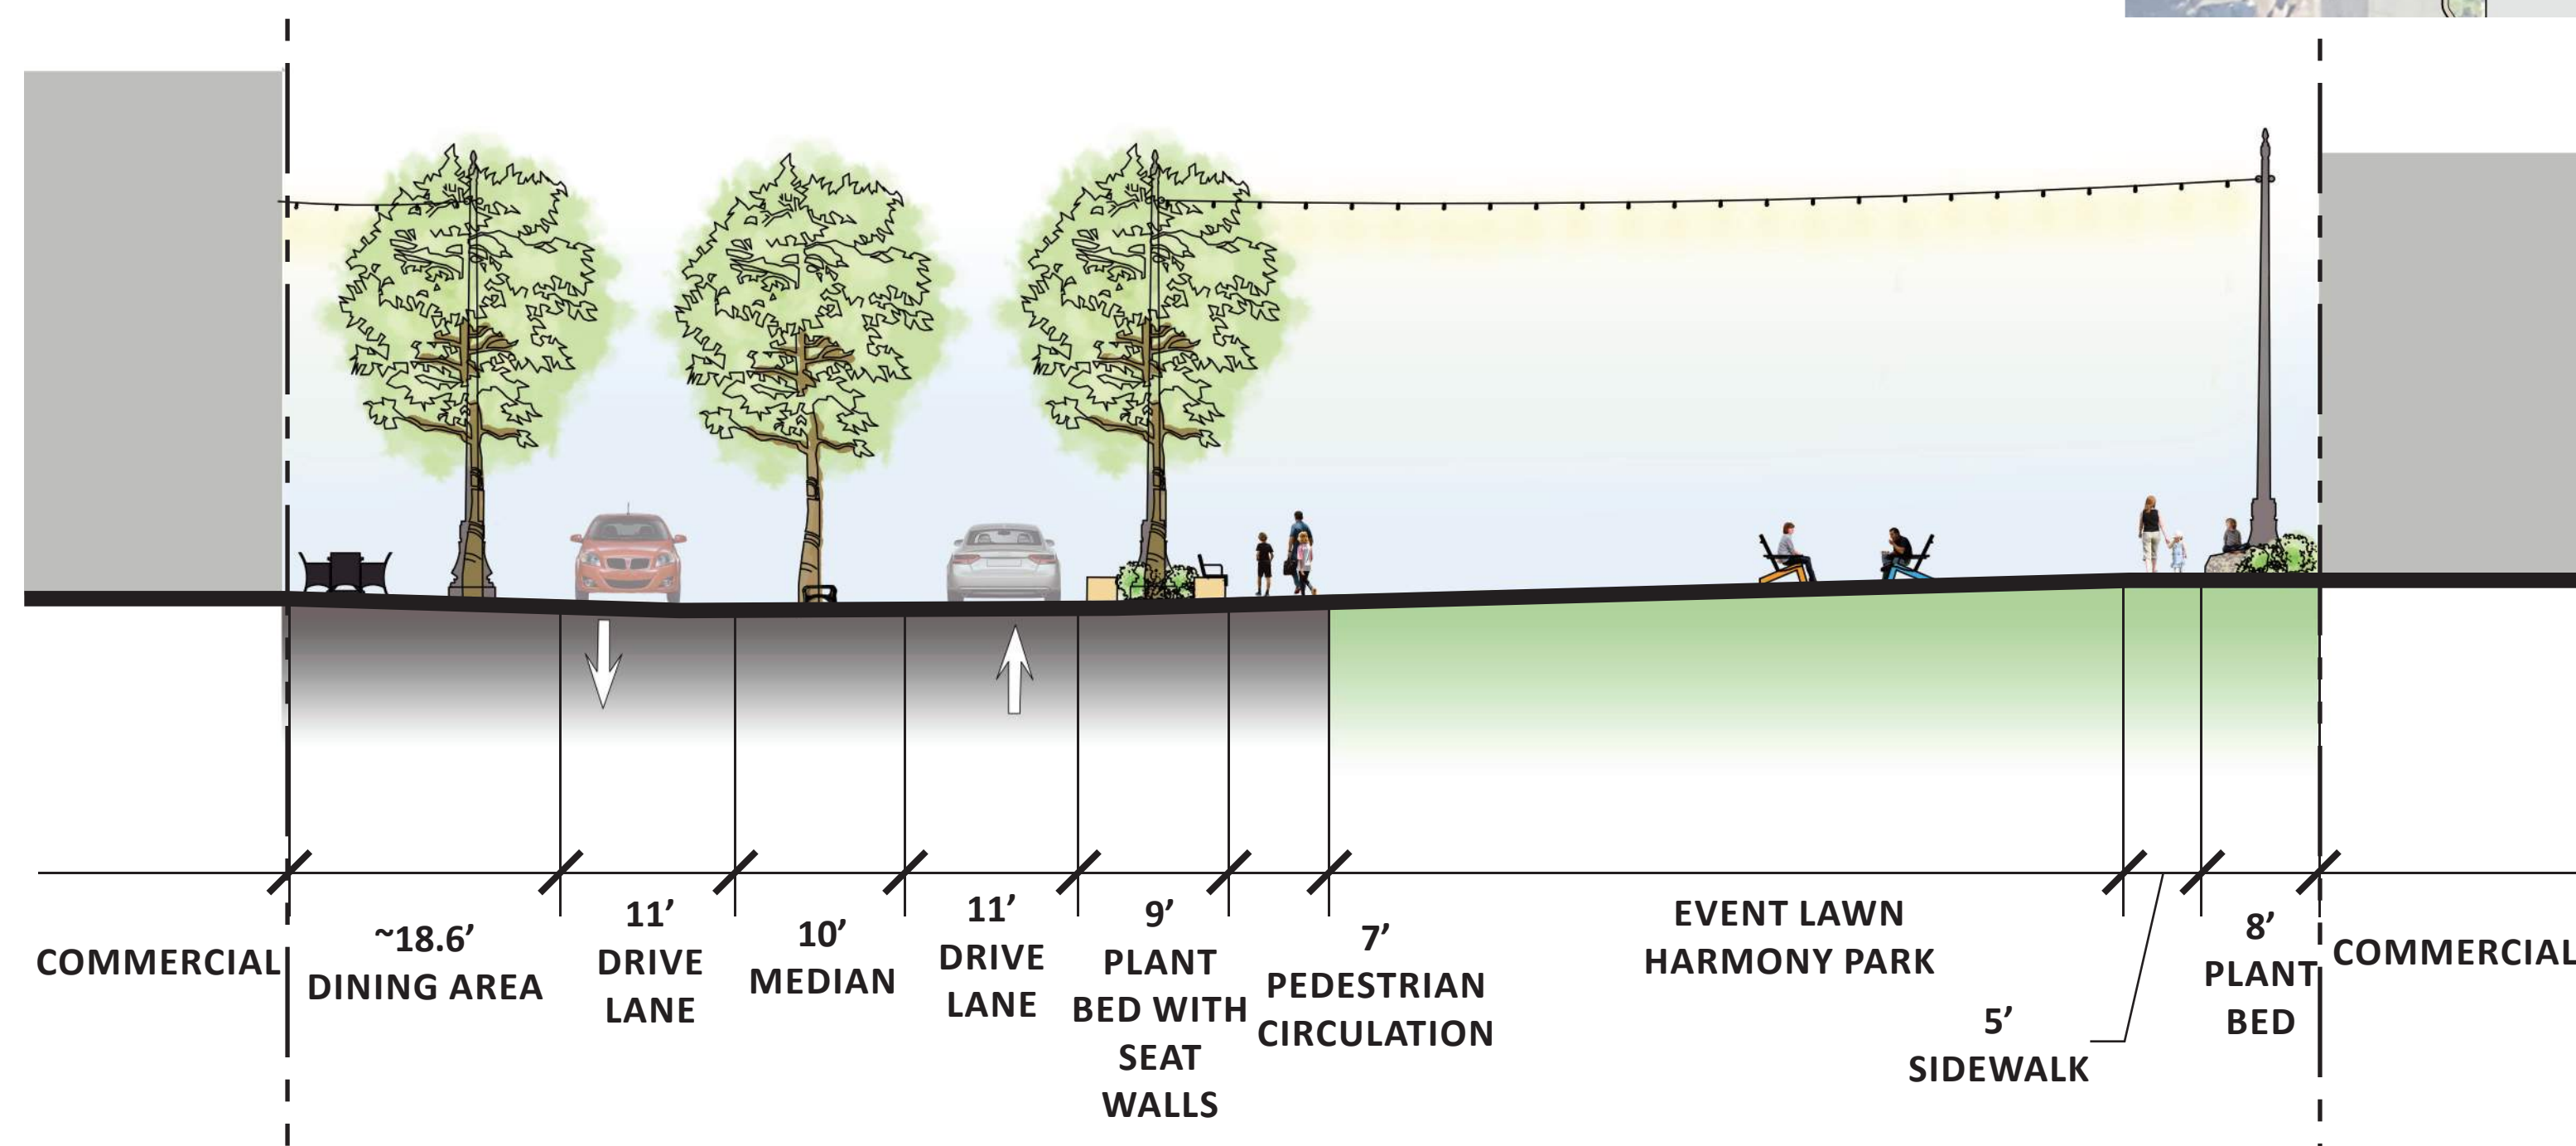 COMMERCIAL
~18.6’
DINING AREA
11’
DRIVE
LANE
10’
MEDIAN
11’
DRIVE
LANE
9’
PLANT
BED WITH
SEAT
WALLS
7’
PEDESTRIAN
CIRCULATION
EVENT LAWN
HARMONY PARK
5’
SIDEWALK
8’
PLANT
BED
COMMERCIAL